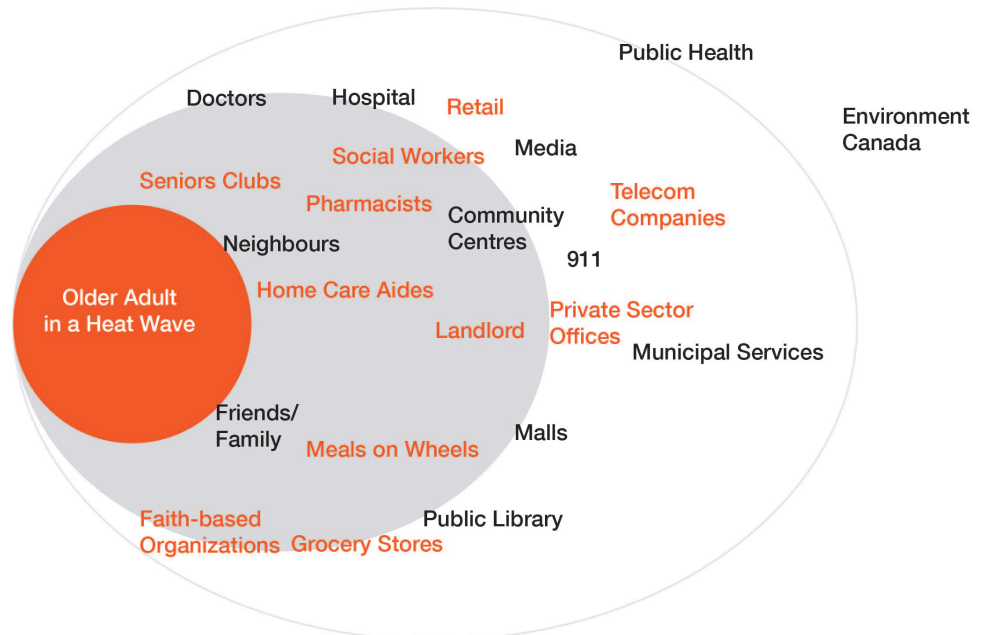 Public Health
Doctors
Hospital
Retail
Environment
Canada
Media
Social Workers
Seniors Clubs
Telecom
Companies
Pharmacists
Community
Centres
Neighbours
911
Home Care Aides
Older Adult
in a Heat Wave
Private Sector
Offices
Landlord
Municipal Services
Friends/
Family
Malls
Meals on Wheels
Faith-based
Organizations
Public Library
Grocery Stores